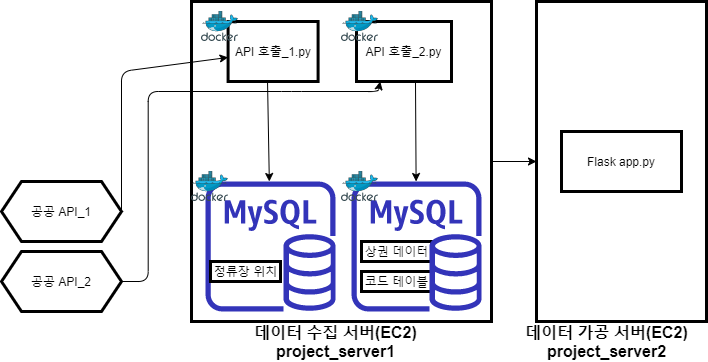 docker
API 호출_1.py
docker
API 호출_2.py
Flask app.py
공공 API_1
공공 API_2
docker
MySQL
정류장 위치
docker
MySQL
상권 데이터
코드 테이블
데이터 수집 서버(EC2)
project_server1
데이터 가공 서버(EC2)
project_server2